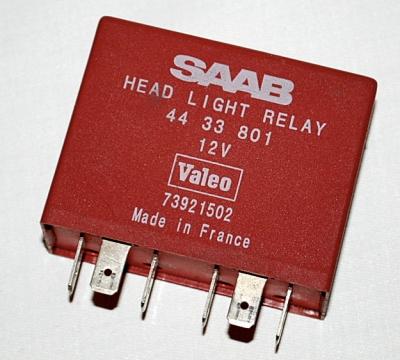 SAAB
HEAD LIGHT RELAY
44 33 801
12V
Valeo
73921502
Made in France